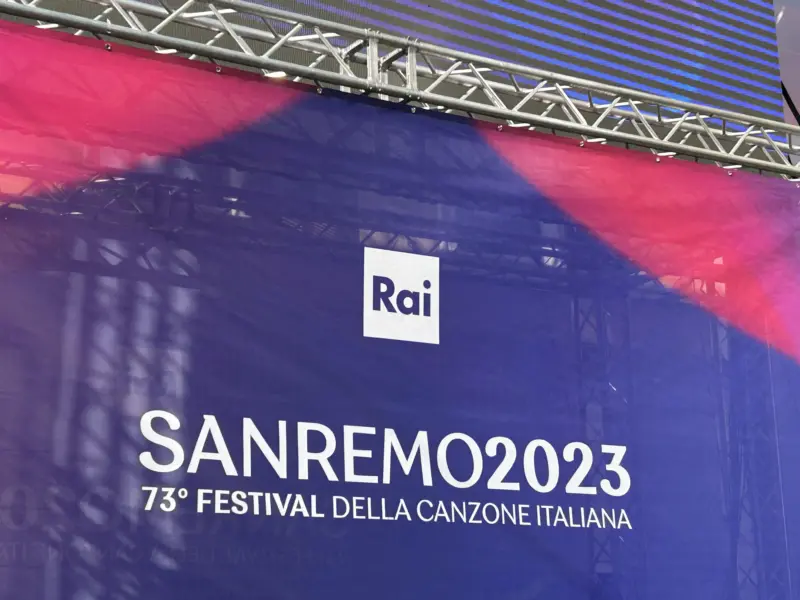 Rai
SANREMO2023
73° FESTIVAL DELLA CANZONE ITALIANA